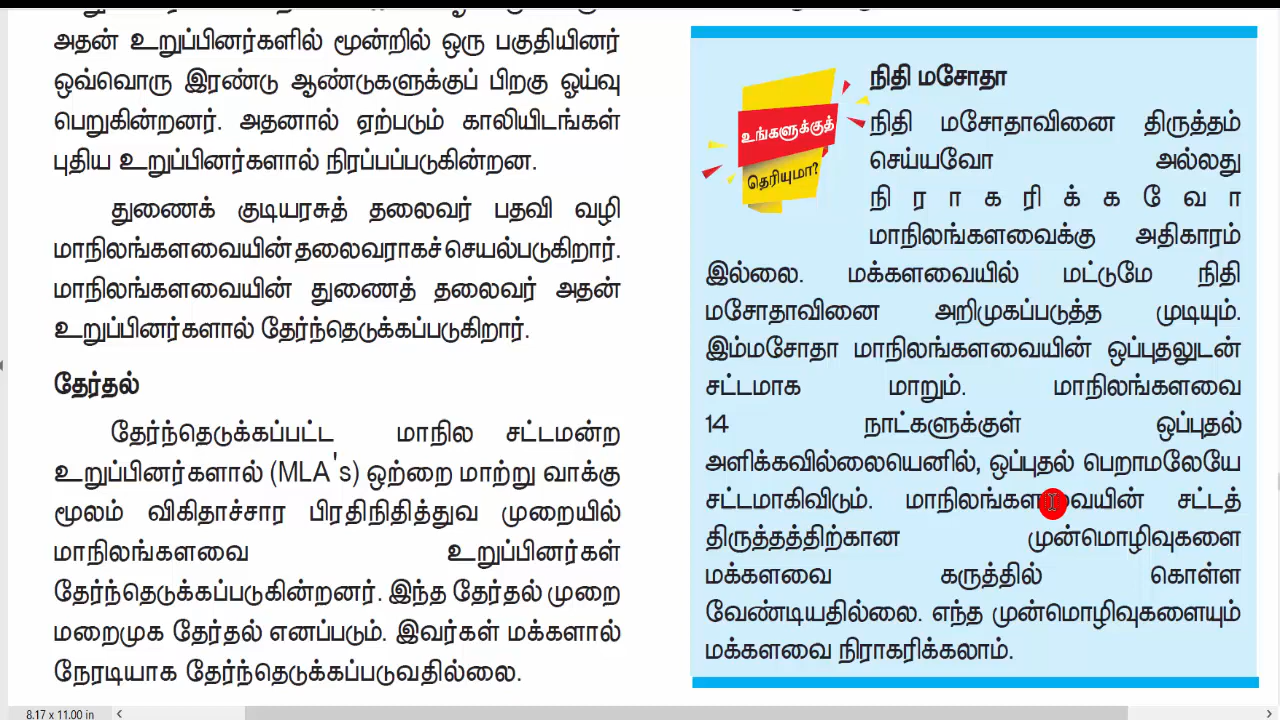 அதன் உறுப்பினர்களில் மூன்றில் ஒரு பகுதியினர்
ஒவ்வொரு இரண்டு ஆண்டுகளுக்குப் பிறகு ஓய்வு
பெறுகின்றனர். அதனால் ஏற்படும் காலியிடங்கள்
புதிய உறுப்பினர்களால் நிரப்பப்படுகின்றன.
துணைக் குடியரசுத் தலைவர் பதவி வழி
மாநிலங்களவையின் தலைவராகச் செயல்படுகிறார்.
மாநிலங்களவையின் துணைத் தலைவர் அதன்
உறுப்பினர்களால் தேர்ந்தெடுக்கப்படுகிறார்.
தேர்தல்
தேர்ந்தெடுக்கப்பட்ட மாநில சட்டமன்ற
உறுப்பினர்களால் (MLA's) ஒற்றை மாற்று வாக்கு
மூலம் விகிதாச்சார பிரதிநிதித்துவ முறையில்
மாநிலங்களவை உறுப்பினர்கள்
தேர்ந்தெடுக்கப்படுகின்றனர். இந்த தேர்தல் முறை
மறைமுக தேர்தல் எனப்படும். இவர்கள் மக்களால்
நேரடியாக தேர்ந்தெடுக்கப்படுவதில்லை.
உங்களுக்குத்
தெரியுமா?
நிதி மசோதா
நிதி மசோதாவினை திருத்தம்
செய்யவோ அல்லது
நிராகரிக்கவோ
மாநிலங்களவைக்கு அதிகாரம்
இல்லை. மக்களவையில் மட்டுமே நிதி
மசோதாவினை அறிமுகப்படுத்த முடியும்.
இம்மசோதா மாநிலங்களவையின் ஒப்புதலுடன்
சட்டமாக மாறும். மாநிலங்களவை
14 நாட்களுக்குள் ஒப்புதல்
அளிக்கவில்லையெனில், ஒப்புதல் பெறாமலேயே
சட்டமாகிவிடும். மாநிலங்களவையின் சட்டத்
திருத்தத்திற்கான முன்மொழிவுகளை
மக்களவை கருத்தில் கொள்ள
வேண்டியதில்லை. எந்த முன்மொழிவுகளையும்
மக்களவை நிராகரிக்கலாம்.
8.17 x 11.00 in